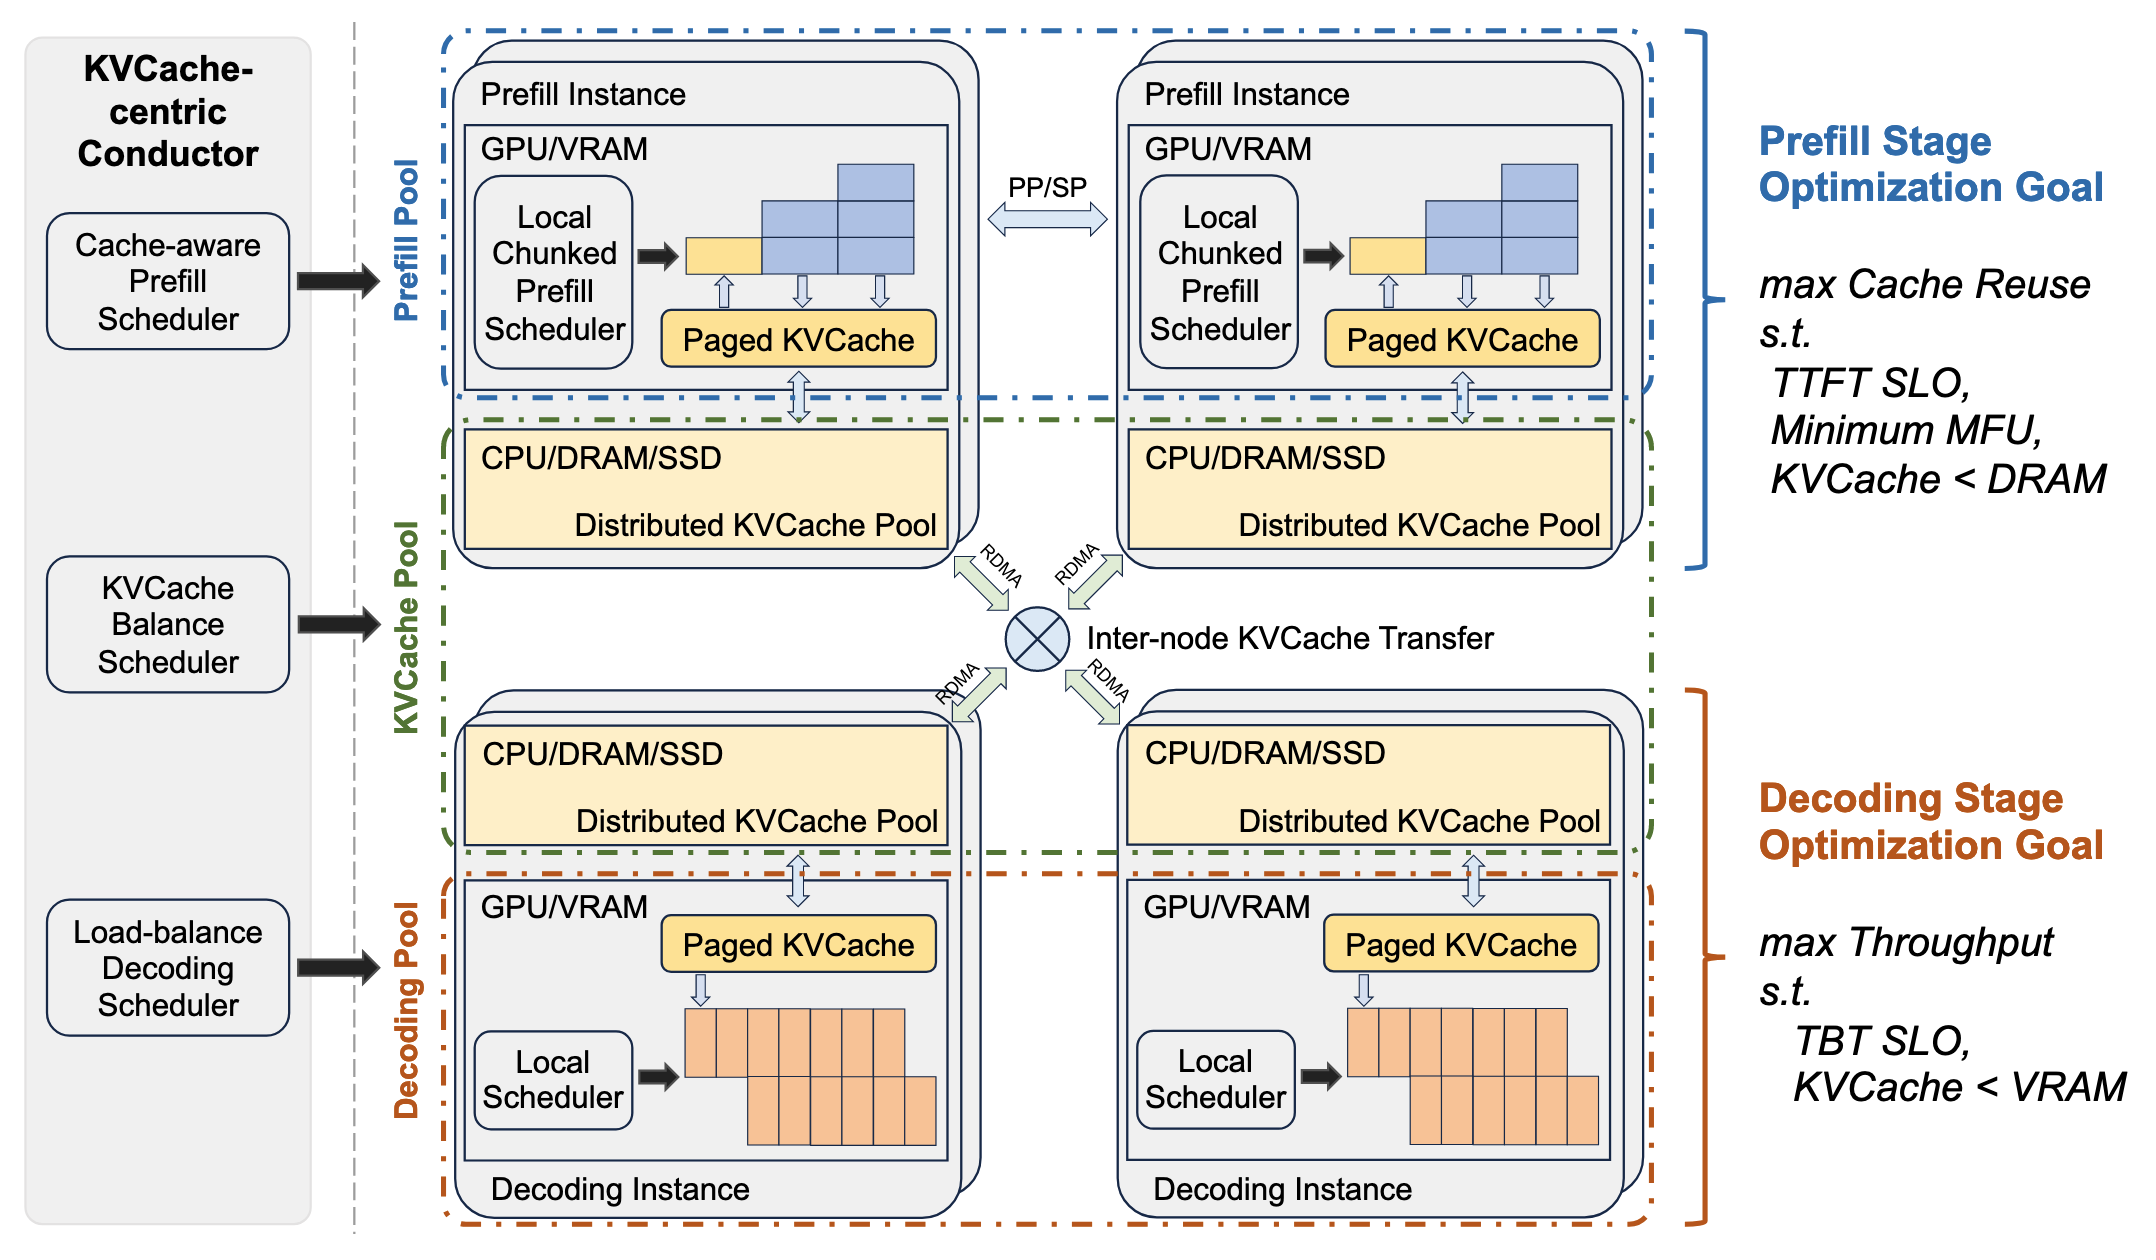 KVCache-
centric
Conductor
Cache-aware
Prefill
Scheduler
KVCache
Balance
Scheduler
Load-balance
Decoding
Scheduler
Prefill Pool
KVCache Pool
Decoding Pool
Prefill Instance
GPU/VRAM
Local
Chunked
Prefill
Scheduler
Paged KVCache
CPU/DRAM/SSD
Distributed KVCache Pool
PP/SP
Prefill Instance
GPU/VRAM
Local
Chunked
Prefill
Scheduler
Paged KVCache
CPU/DRAM/SSD
Distributed KVCache Pool
RDMA
RDMA
Inter-node KVCache Transfer
RDMA
RDMA
CPU/DRAM/SSD
Distributed KVCache Pool
GPU/VRAM
Paged KVCache
Local
Scheduler
Decoding Instance
CPU/DRAM/SSD
Distributed KVCache Pool
GPU/VRAM
Paged KVCache
Local
Scheduler
Decoding Instance
Prefill Stage
Optimization Goal
max Cache Reuse
s.t.
TTFT SLO,
Minimum MFU,
KVCache < DRAM
Decoding Stage
Optimization Goal
max Throughput
s.t.
TBT SLO,
KVCache < VRAM